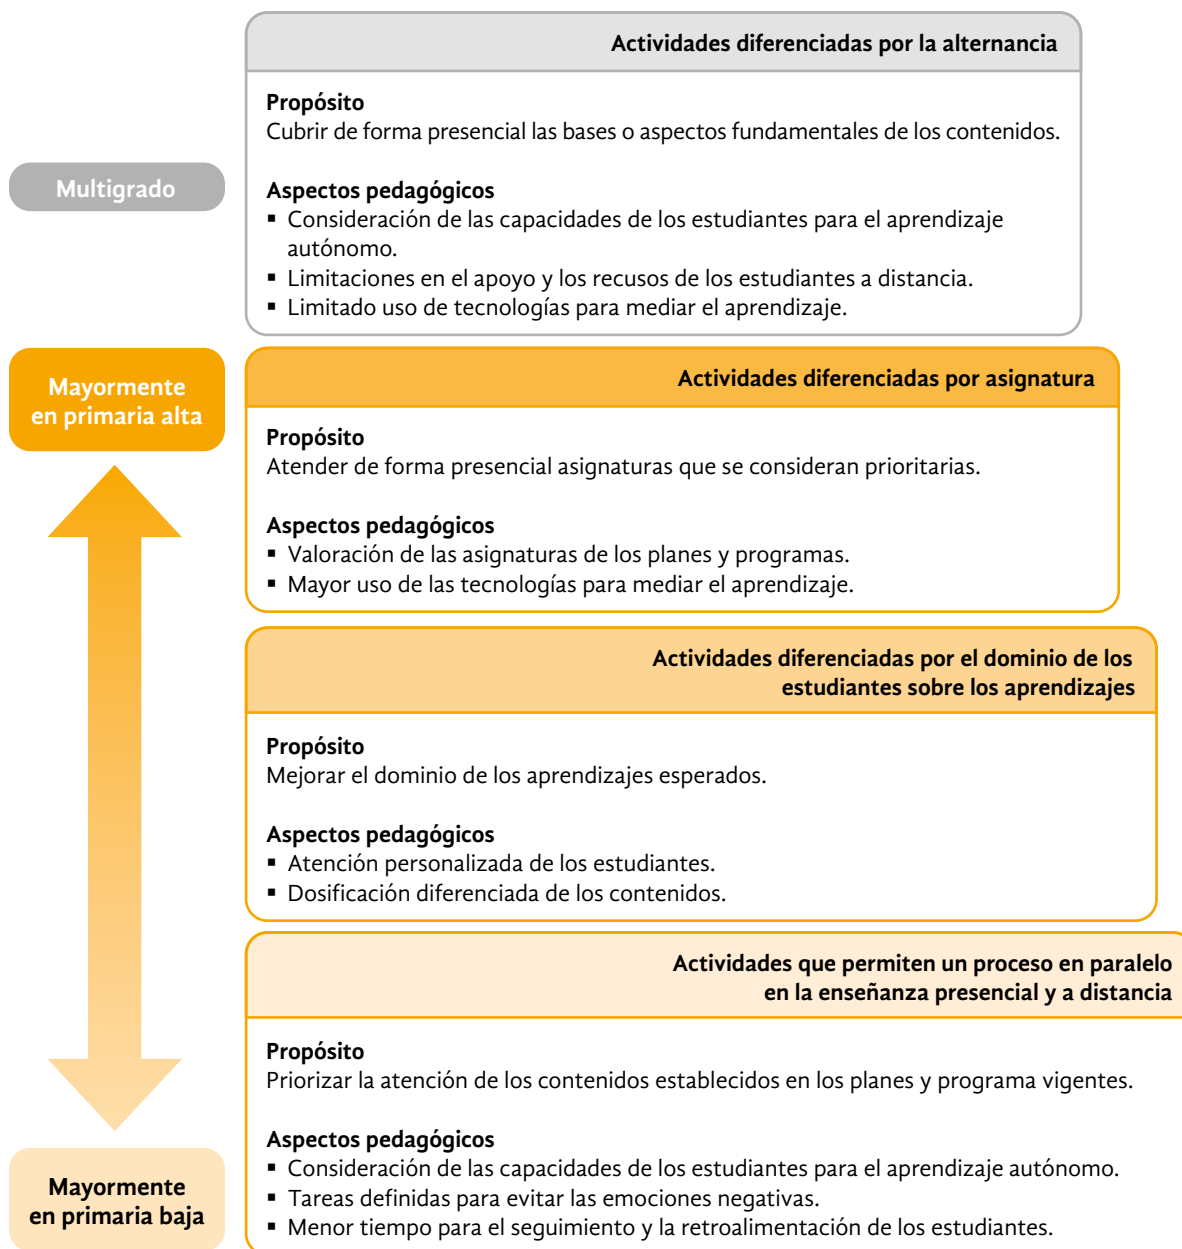 Actividades diferenciadas por la alternancia
Propósito
Cubrir de forma presencial las bases o aspectos fundamentales de los contenidos.
Multigrado
Aspectos pedagógicos
▪ Consideración de las capacidades de los estudiantes para el aprendizaje
autónomo.
▪ Limitaciones en el apoyo y los recusos de los estudiantes a distancia.
▪ Limitado uso de tecnologías para mediar el aprendizaje.
Mayormente
en primaria alta
Actividades diferenciadas por asignatura
Propósito
Atender de forma presencial asignaturas que se consideran prioritarias.
Aspectos pedagógicos
▪ Valoración de las asignaturas de los planes y programas.
▪ Mayor uso de las tecnologías para mediar el aprendizaje.
Actividades diferenciadas por el dominio de los
estudiantes sobre los aprendizajes
Propósito
Mejorar el dominio de los aprendizajes esperados.
Aspectos pedagógicos
▪ Atención personalizada de los estudiantes.
▪ Dosificación diferenciada de los contenidos.
Actividades que permiten un proceso en paralelo
en la enseñanza presencial y a distancia
Propósito
Priorizar la atención de los contenidos establecidos en los planes y programa vigentes.
Aspectos pedagógicos
▪ Consideración de las capacidades de los estudiantes para el aprendizaje autónomo.
▪ Tareas definidas para evitar las emociones negativas.
▪ Menor tiempo para el seguimiento y la retroalimentación de los estudiantes.
Mayormente
en primaria baja